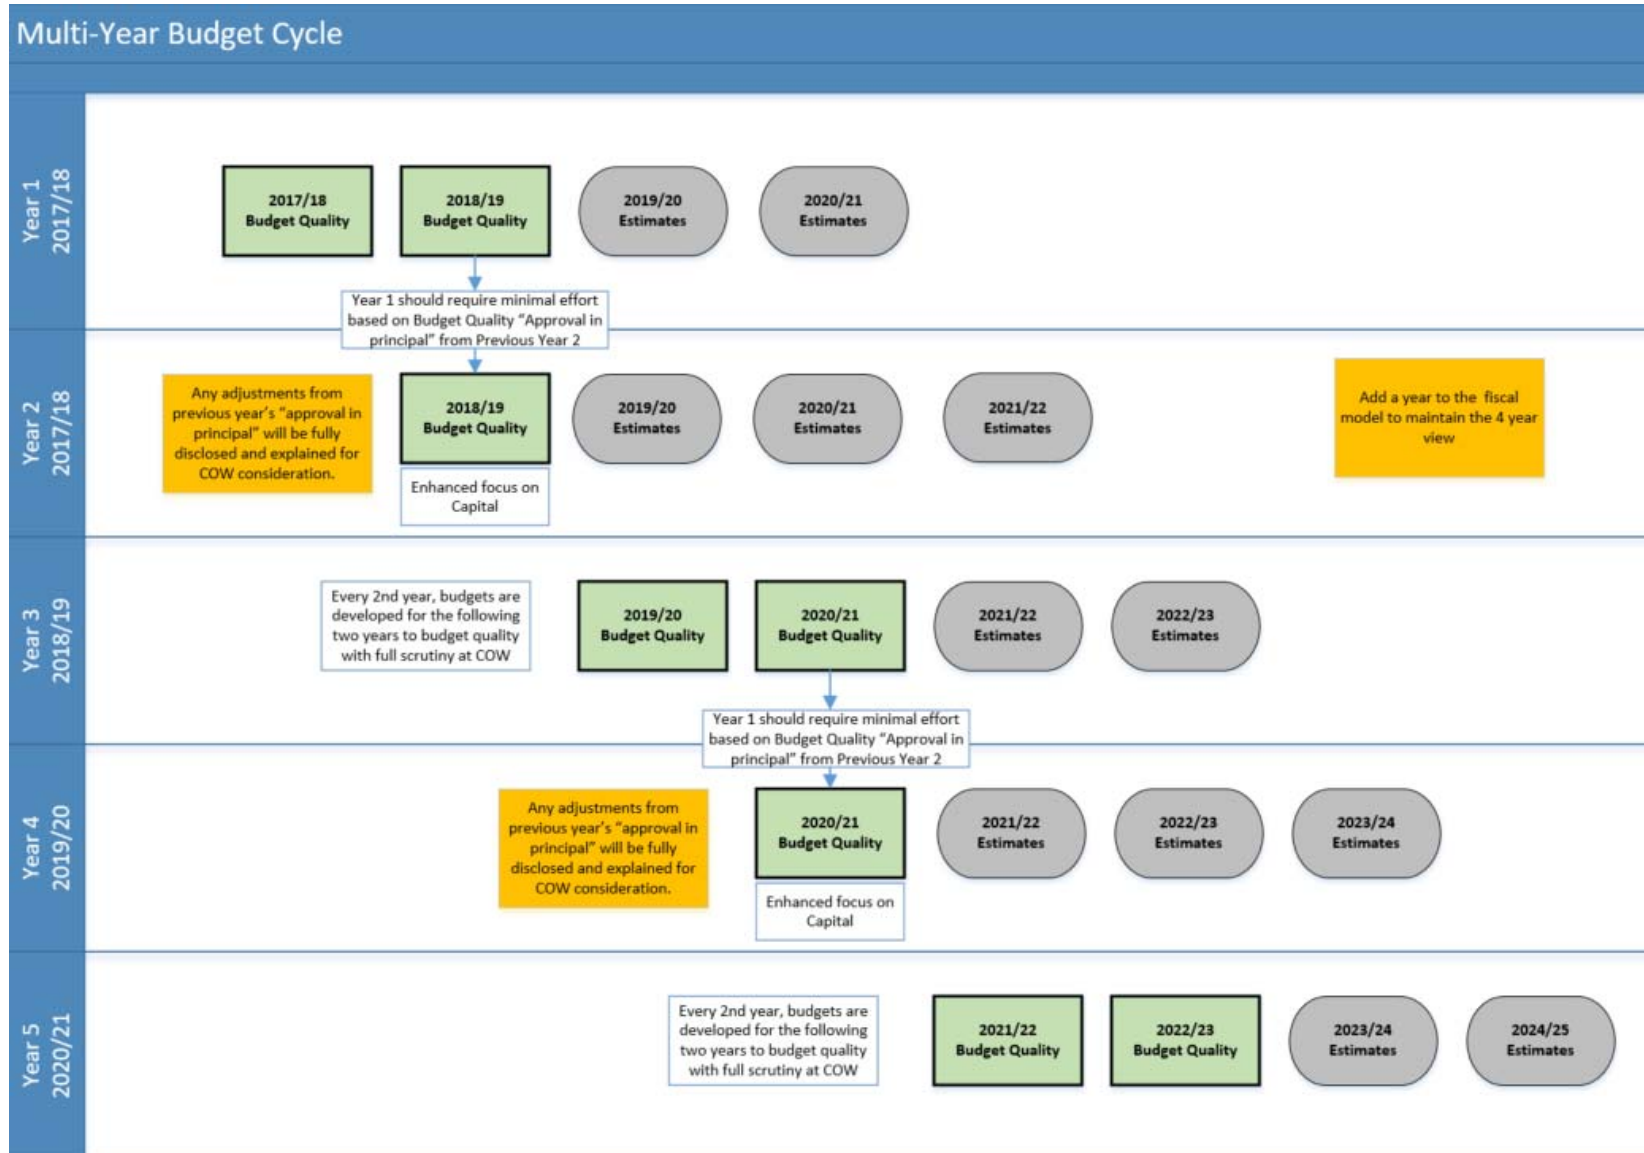 Multi-Year Budget Cycle
Year 1
2017/18
2017/18
Budget Quality
2018/19
Budget Quality
2019/20
Estimates
2020/21
Estimates
Year 1 should require minimal effort
based on Budget Quality “Approval in
principal” from Previous Year 2
Year 2
2017/18
Any adjustments from
previous year’s “approval in
principal” will be fully
disclosed and explained for
COW consideration.
2018/19
Budget Quality
Enhanced focus on
Capital
2019/20
Estimates
2020/21
Estimates
2021/22
Estimates
Add a year to the fiscal
model to maintain the 4 year
view
Year 3
2018/19
Every 2nd year, budgets are
developed for the following
two years to budget quality
with full scrutiny at COW
2019/20
Budget Quality
2020/21
Budget Quality
2021/22
Estimates
2022/23
Estimates
Year 1 should require minimal effort
based on Budget Quality “Approval in
principal” from Previous Year 2
Year 4
2019/20
Any adjustments from
previous year’s “approval in
principal” will be fully
disclosed and explained for
COW consideration.
2020/21
Budget Quality
Enhanced focus on
Capital
2021/22
Estimates
2022/23
Estimates
2023/24
Estimates
Year 5
2020/21
Every 2nd year, budgets are
developed for the following
two years to budget quality
with full scrutiny at COW
2021/22
Budget Quality
2022/23
Budget Quality
2023/24
Estimates
2024/25
Estimates